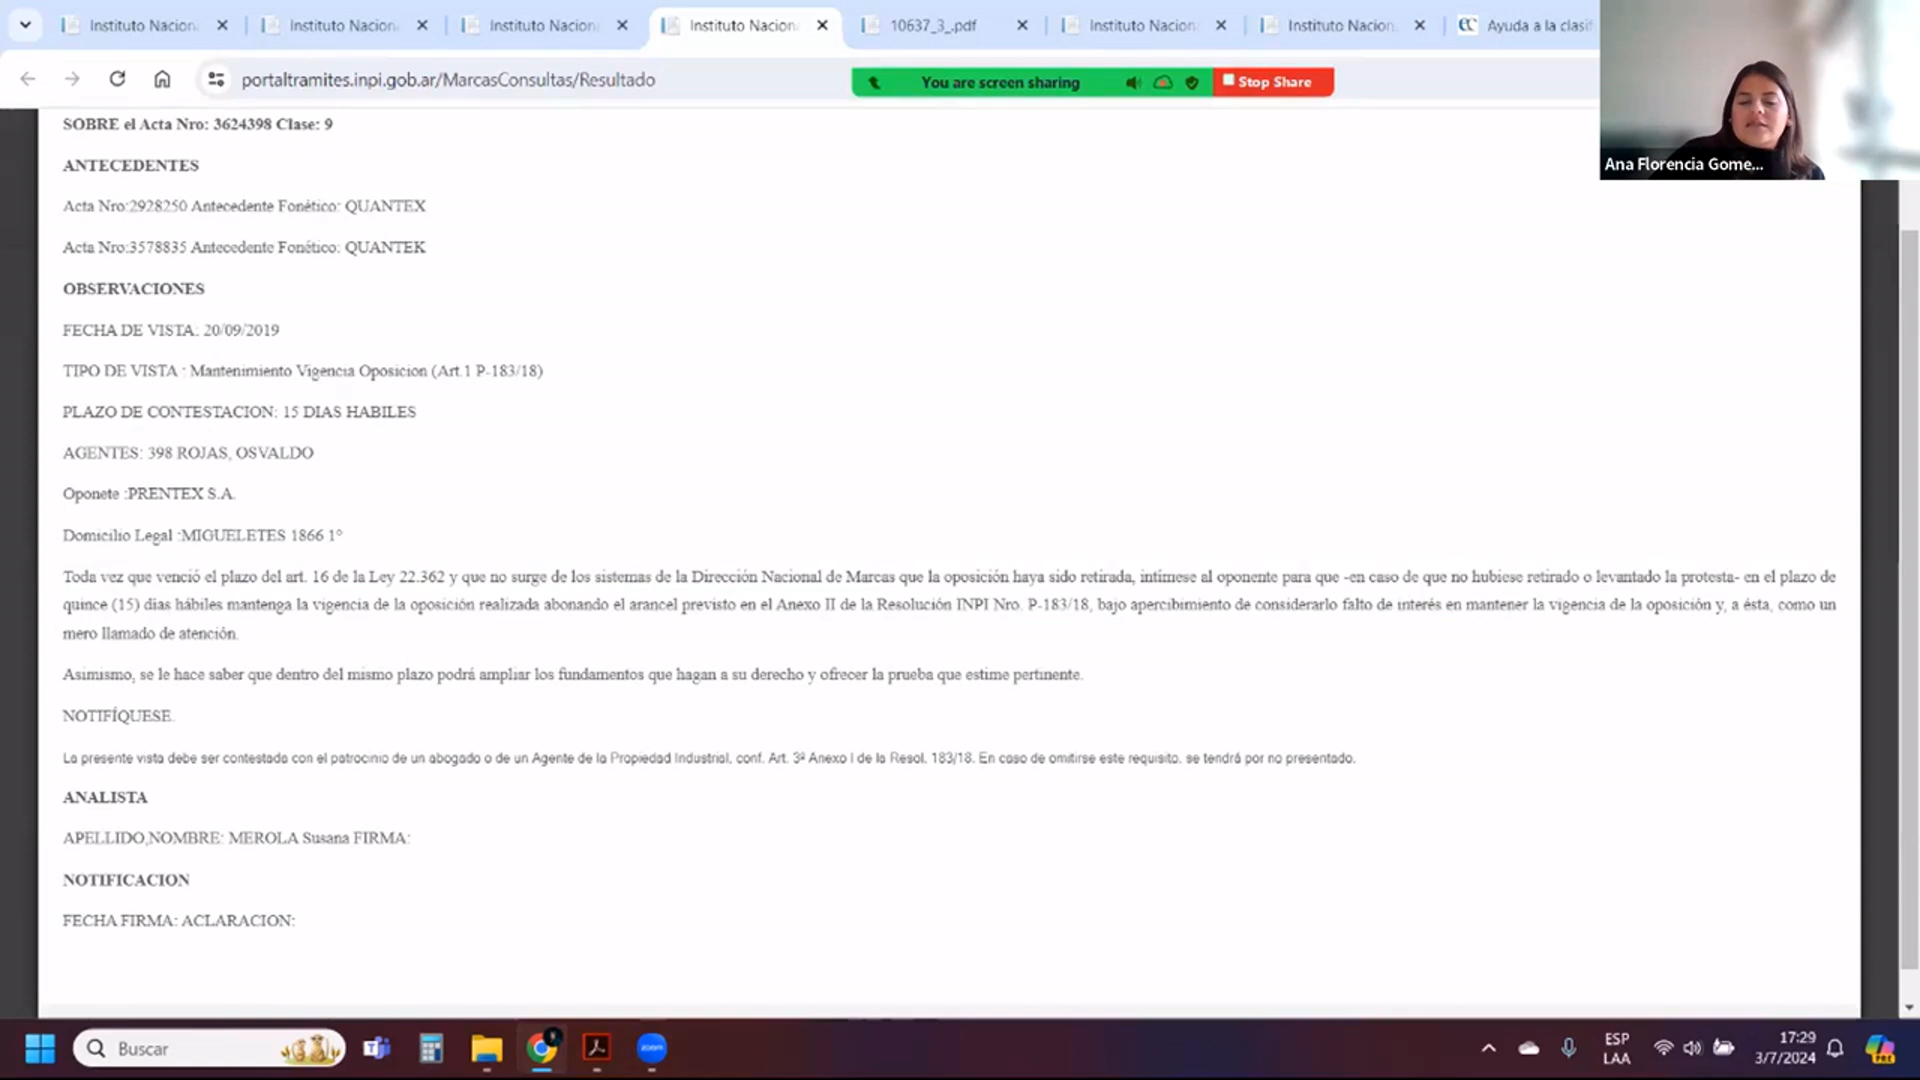 Instituto Nacion
Instituto Nacion
Instituto Nacion
Instituto Nacion
10637_3_.pdf
Instituto Nacion
Instituto Nacion
Ayuda a la clasif
portaltramites.inpi.gob.ar/MarcasConsultas/Resultado
You are screen sharing
Stop Share
Ana Florencia Gome...
SOBRE el Acta Nro: 3624398 Clase: 9
ANTECEDENTES
Acta Nro:2928250 Antecedente Fonético: QUANTEX
Acta Nro:3578835 Antecedente Fonético: QUANTEK
OBSERVACIONES
FECHA DE VISTA: 20/09/2019
TIPO DE VISTA : Mantenimiento Vigencia Oposicion (Art.1 P-183/18)
PLAZO DE CONTESTACION: 15 DIAS HABILES
AGENTES: 398 ROJAS, OSVALDO
Oponete :PRENTEX S.A.
Domicilio Legal :MIGUELETES 1866 1°
Toda vez que venció el plazo del art. 16 de la Ley 22.362 y que no surge de los sistemas de la Dirección Nacional de Marcas que la oposición haya sido retirada, intímese al oponente para que -en caso de que no hubiese retirado o levantado la protesta- en el plazo de
quince (15) días hábiles mantenga la vigencia de la oposición realizada abonando el arancel previsto en el Anexo II de la Resolución INPI Nro. P-183/18, bajo apercibimiento de considerarlo falto de interés en mantener la vigencia de la oposición y, a ésta, como un
mero llamado de atención.
Asimismo, se le hace saber que dentro del mismo plazo podrá ampliar los fundamentos que hagan a su derecho y ofrecer la prueba que estime pertinente.
NOTIFÍQUESE.
La presente vista debe ser contestada con el patrocinio de un abogado o de un Agente de la Propiedad Industrial, conf. Art. 3º Anexo I de la Resol. 183/18. En caso de omitirse este requisito, se tendrá por no presentado.
ANALISTA
APELLIDO,NOMBRE: MEROLA Susana FIRMA:
NOTIFICACION
FECHA FIRMA: ACLARACION:
Buscar
zoom
ESP
LAA
17:29
3/7/2024
PRE